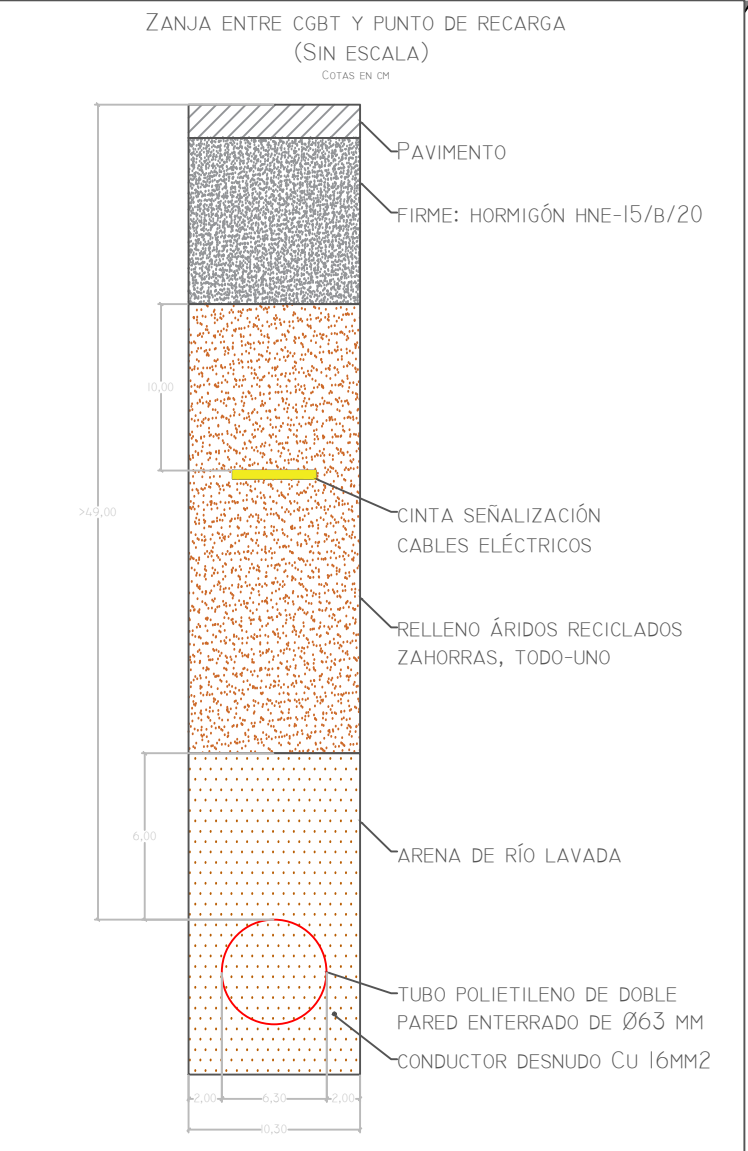 ZANJA ENTRE CGBT Y PUNTO DE RECARGA
(SIN ESCALA)
COTAS EN CM
PAVIMENTO
FIRME: HORMIGÓN HNE-15/B/20
10,00
CINTA SEÑALIZACIÓN
CABLES ELÉCTRICOS
>49,00
RELLENO ÁRIDOS RECICLADOS
ZAHORRAS, TODO-UNO
6,00
ARENA DE RÍO LAVADA
TUBO POLIETILENO DE DOBLE
PARED ENTERRADO DE Ø63 MM
CONDUCTOR DESNUDO CU 16MM2
2,00 6,30 2,00
10,30